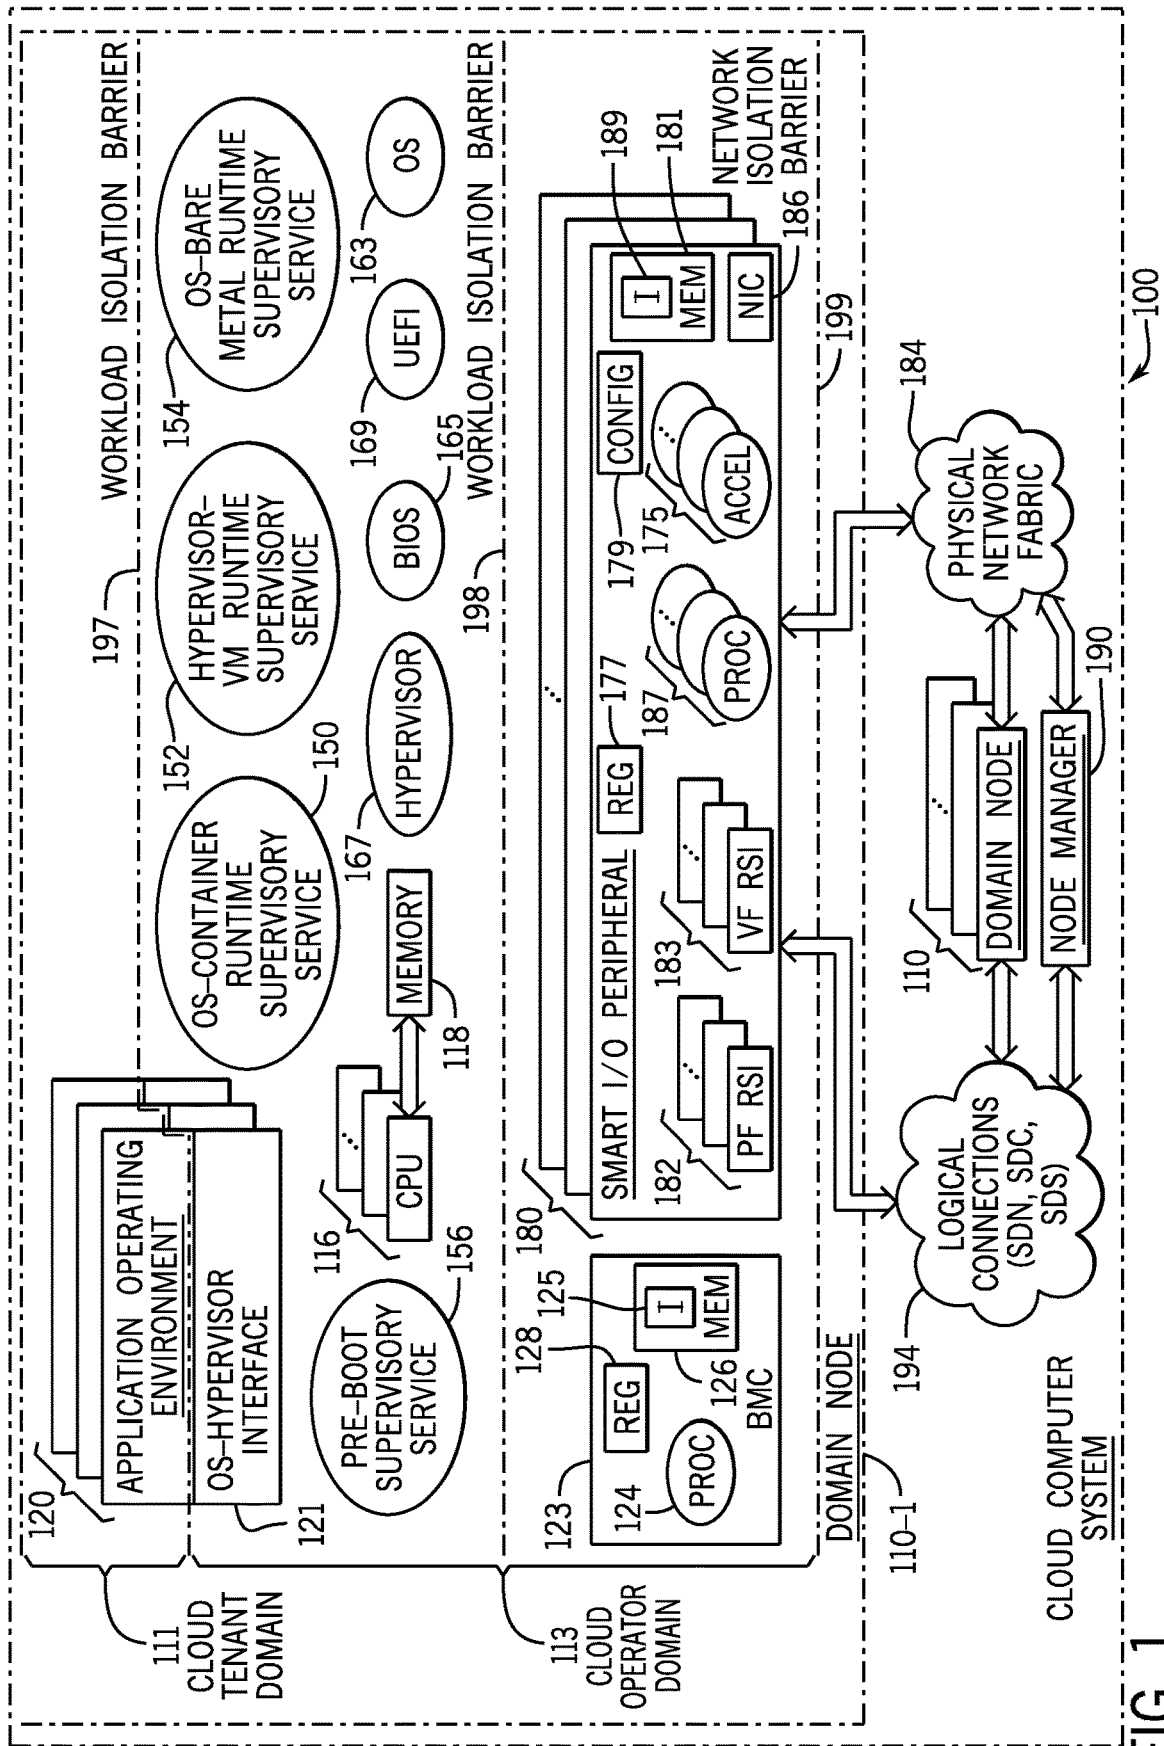 120
APPLICATION OPERATING
ENVIRONMENT
OS-HYPERVISOR
INTERFACE
121
197
WORKLOAD ISOLATION BARRIER
111
CLOUD
TENANT
DOMAIN
OS-CONTAINER
RUNTIME
SUPERVISORY
SERVICE
150
152
HYPERVISOR-
VM RUNTIME
SUPERVISORY
SERVICE
154
OS-BARE
METAL RUNTIME
SUPERVISORY
SERVICE
PRE-BOOT
SUPERVISORY
SERVICE
156
116
CPU
MEMORY
118
167
HYPERVISOR
BIOS
165
169
UEFI
163
OS
198
WORKLOAD ISOLATION BARRIER
113
CLOUD
OPERATOR
DOMAIN
123
124
PROC
128
REG
125
I
MEM
126
BMC
180
SMART I/O PERIPHERAL
182
PF RSI
183
VF RSI
177
REG
187
PROC
179
CONFIG
175
ACCEL
I
MEM
NIC
189
181
186
NETWORK
ISOLATION
BARRIER
199
DOMAIN NODE
110-1
194
LOGICAL
CONNECTIONS
(SDN, SDC,
SDS)
110
DOMAIN NODE
NODE MANAGER
190
PHYSICAL
NETWORK
FABRIC
184
CLOUD COMPUTER
SYSTEM
100
FIG. 1